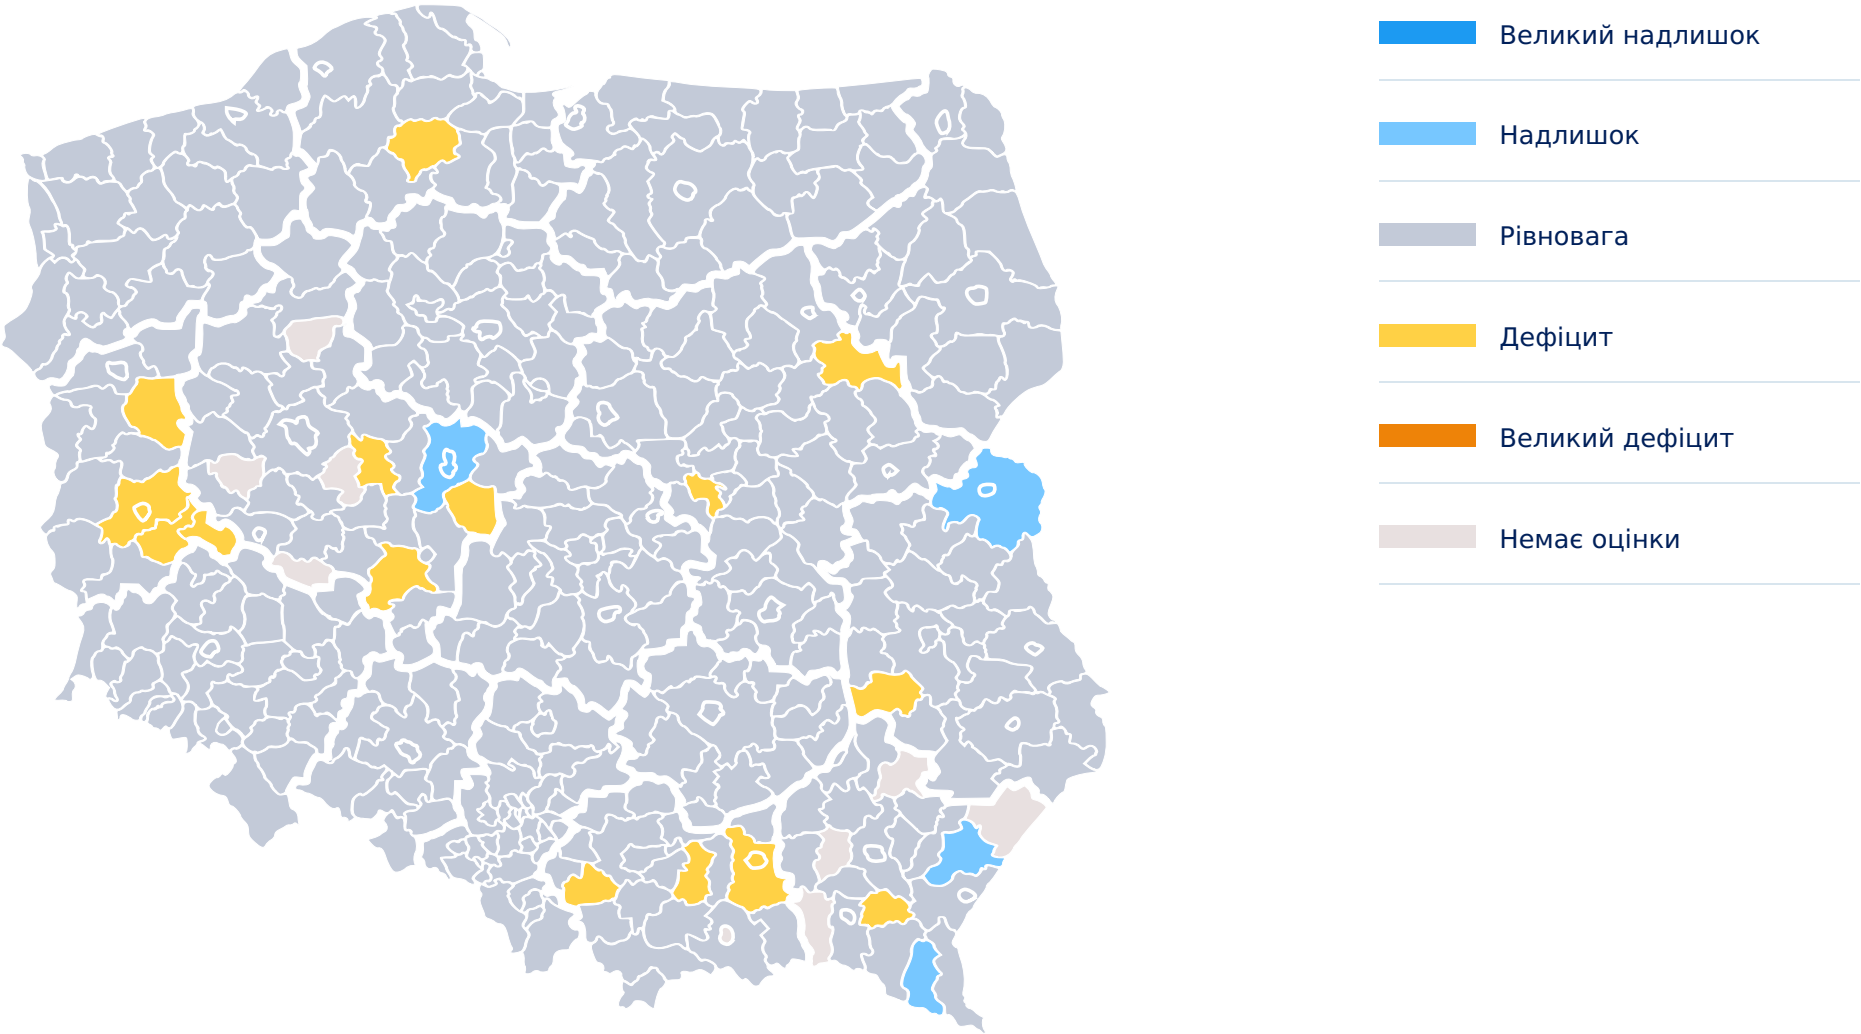 Великий надлишок
Надлишок
Рівновага
Дефіцит
Великий дефіцит
Немає оцінки